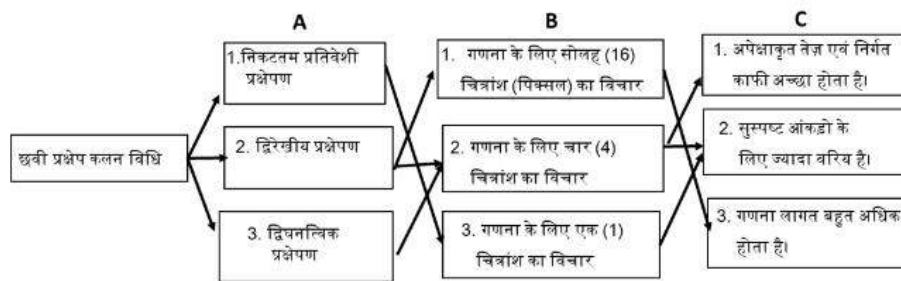 A
B
C
1.निकटतम प्रतिवेशी
प्रक्षेपण
1. गणना के लिए सोलह (16)
चित्रांश (पिक्सल) का विचार
1. अपेक्षाकृत तेज़ एवं निर्गत
काफी अच्छा होता है।
छवी प्रक्षेप कलन विधि
2. द्विरेखीय प्रक्षेपण
2. गणना के लिए चार (4)
चित्रांश का विचार
2. सुस्पष्ट आंकड़ो के
लिए ज्यादा वरिय है।
3. द्विघनत्विक
प्रक्षेपण
3. गणना के लिए एक (1)
चित्रांश का विचार
3. गणना लागत बहुत अधिक
होता है।